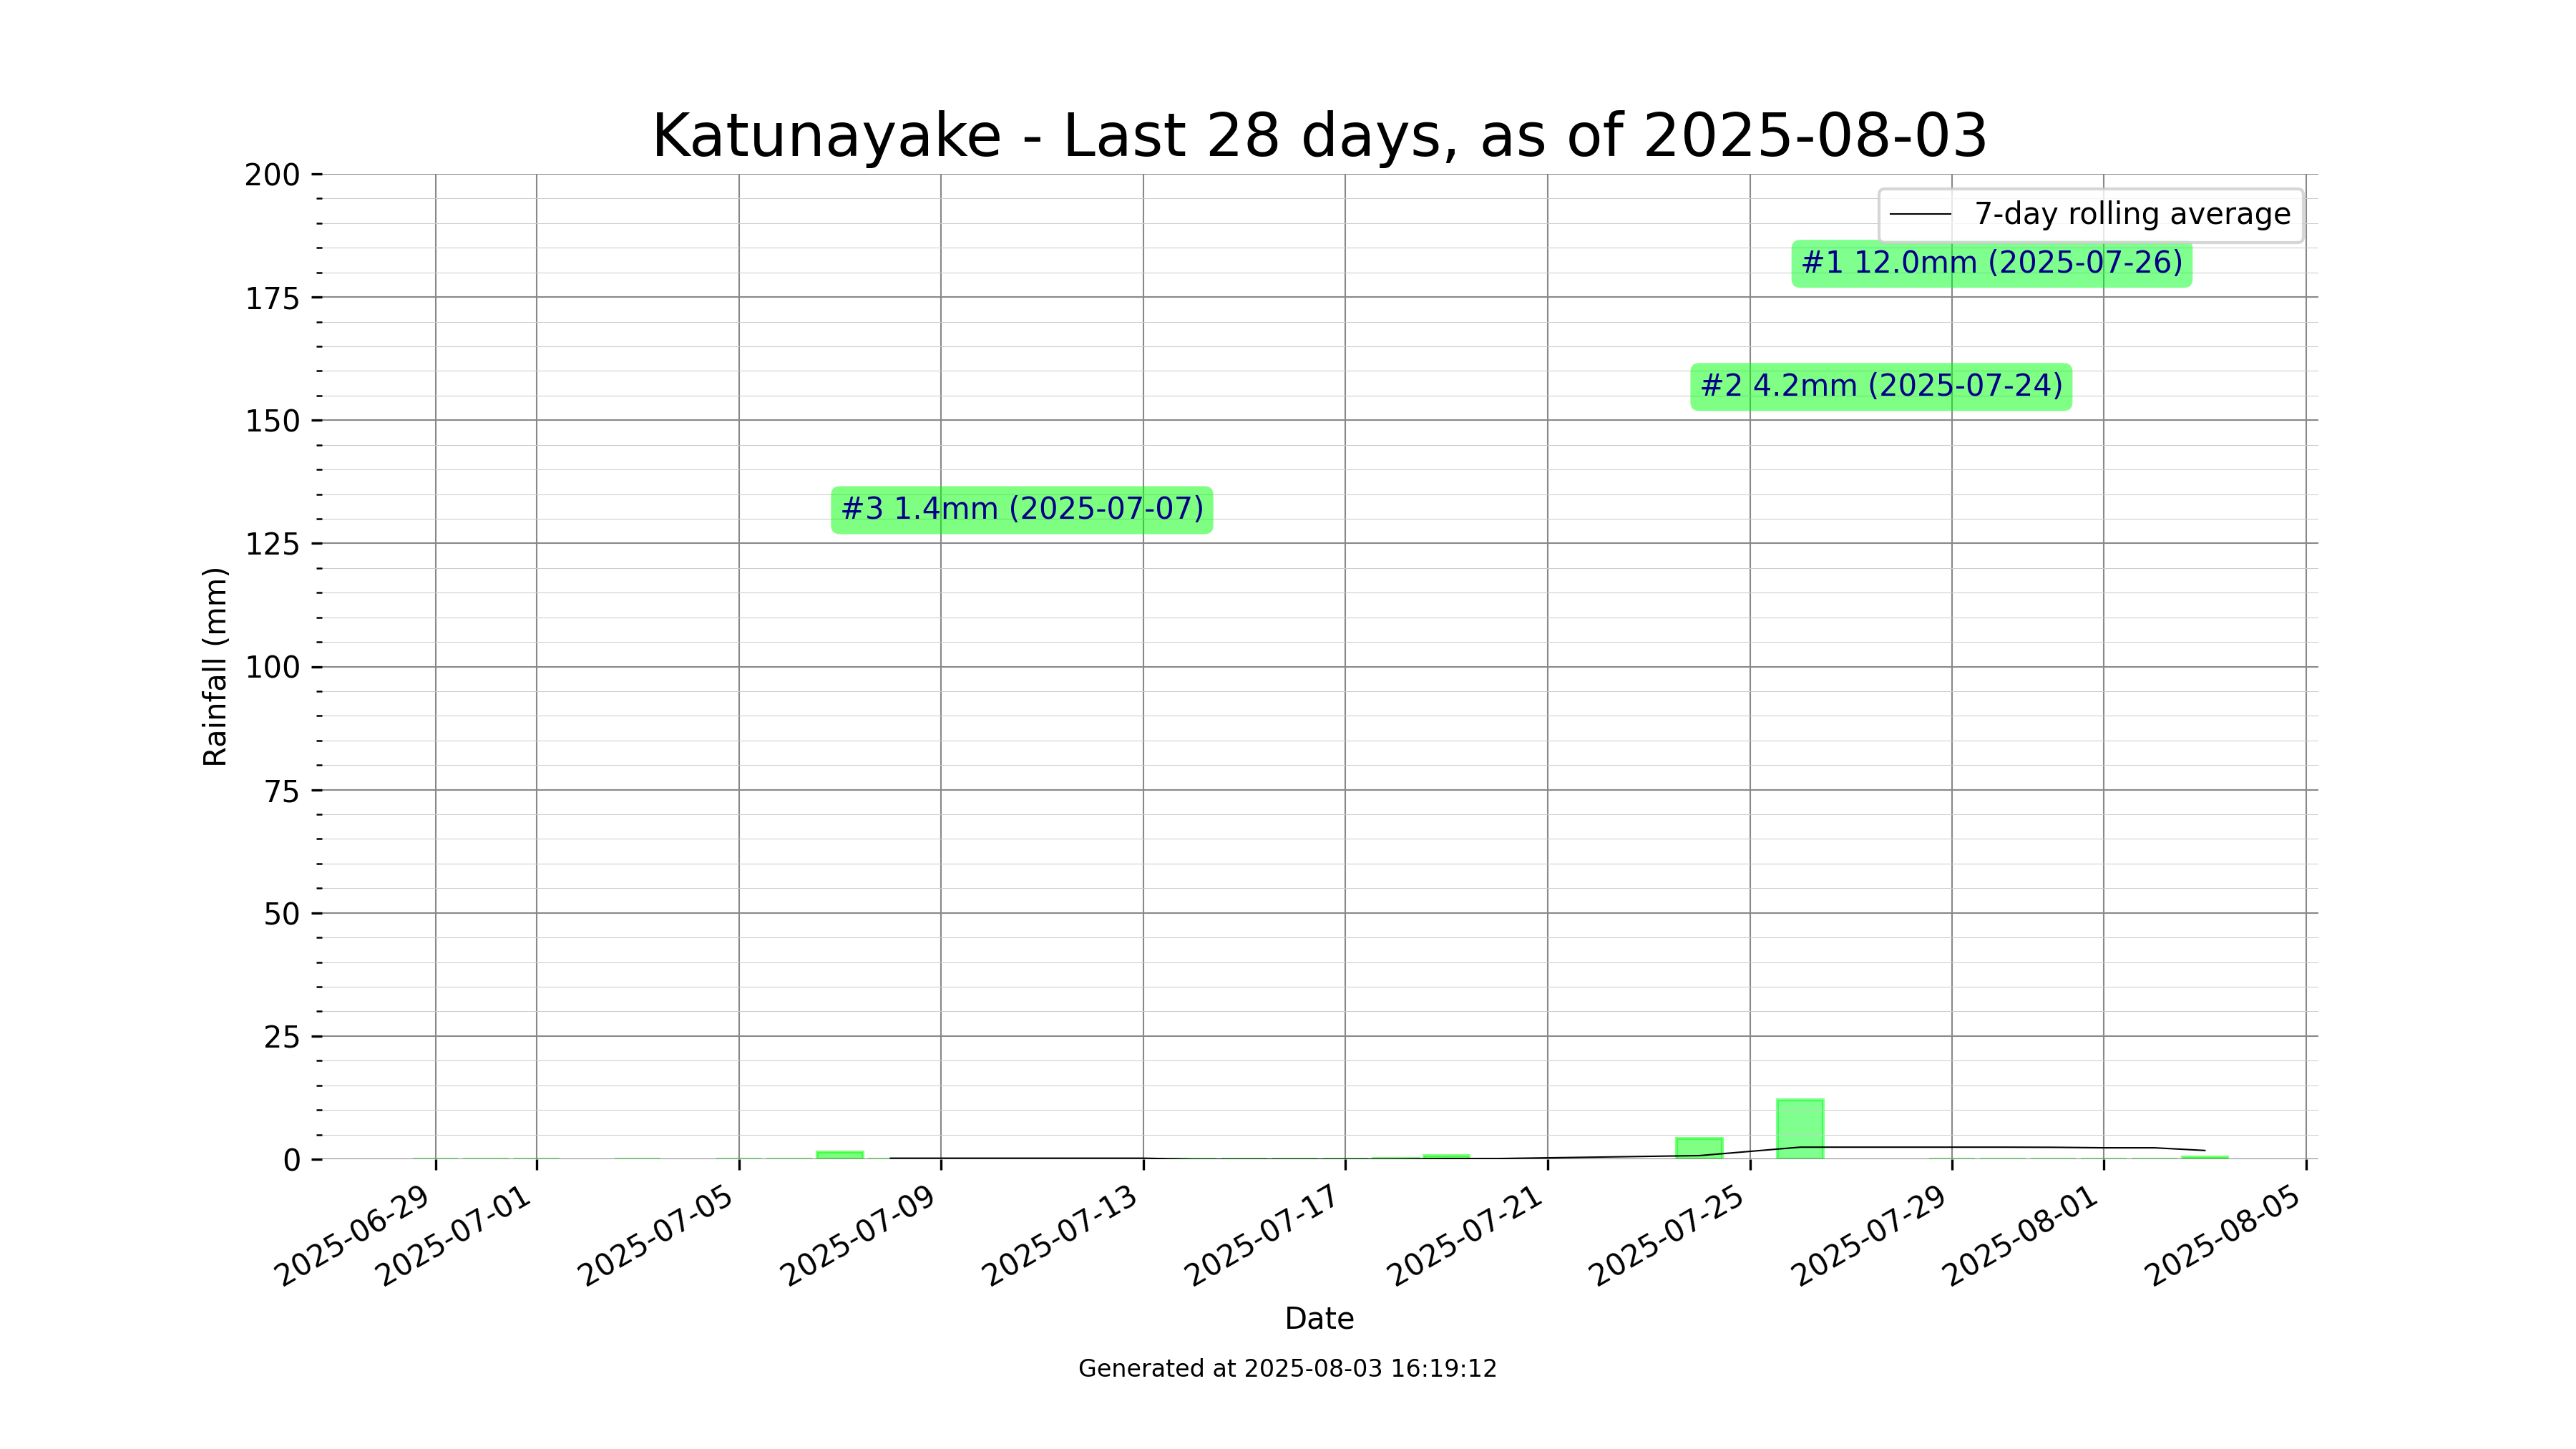 Katunayake - Last 28 days, as of 2025-08-03
200
175
150
125
100
75
50
25
0
Rainfall (mm)
7-day rolling average
#1 12.0mm (2025-07-26)
#2 4.2mm (2025-07-24)
#3 1.4mm (2025-07-07)
2025-06-29
2025-07-01
2025-07-05
2025-07-09
2025-07-13
2025-07-17
2025-07-21
2025-07-25
2025-07-29
2025-08-01
2025-08-05
Date
Generated at 2025-08-03 16:19:12